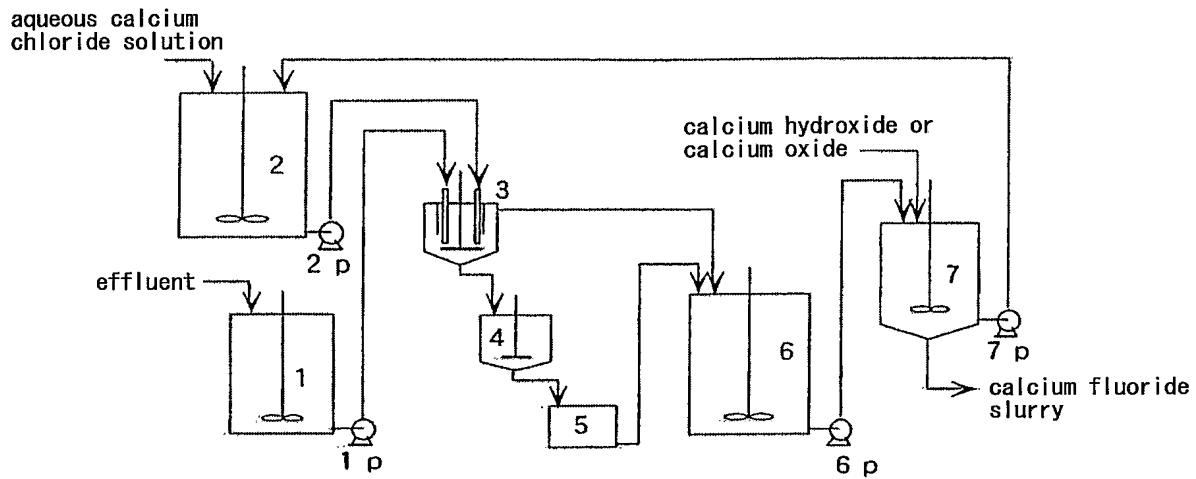 aqueous calcium
chloride solution
calcium hydroxide or
calcium oxide
2
3
2 p
effluent
4
7
6
1
5
7 p
calcium fluoride
slurry
1 p
6 p